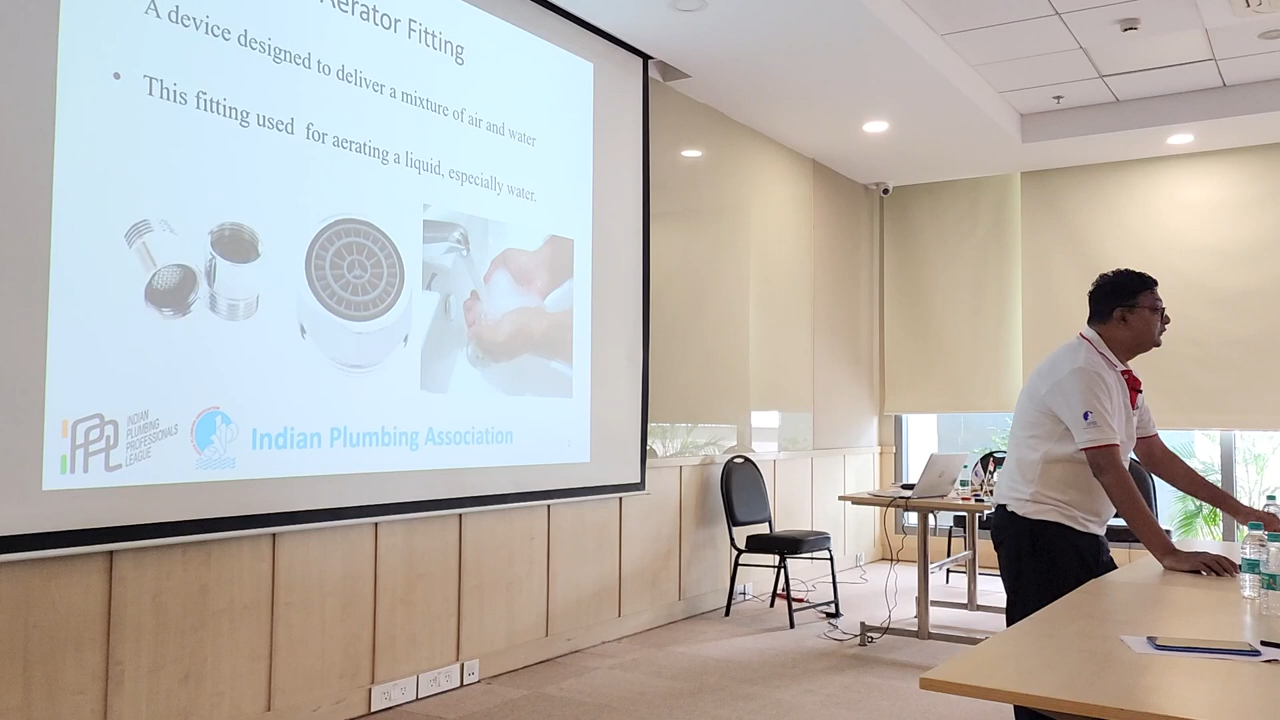 Aerator Fitting
A device designed to deliver a mixture of air and water
• This fitting used for aerating a liquid, especially water.
IPPL
INDIAN
PLUMBING
PROFESSIONALS
LEAGUE
Indian Plumbing Association